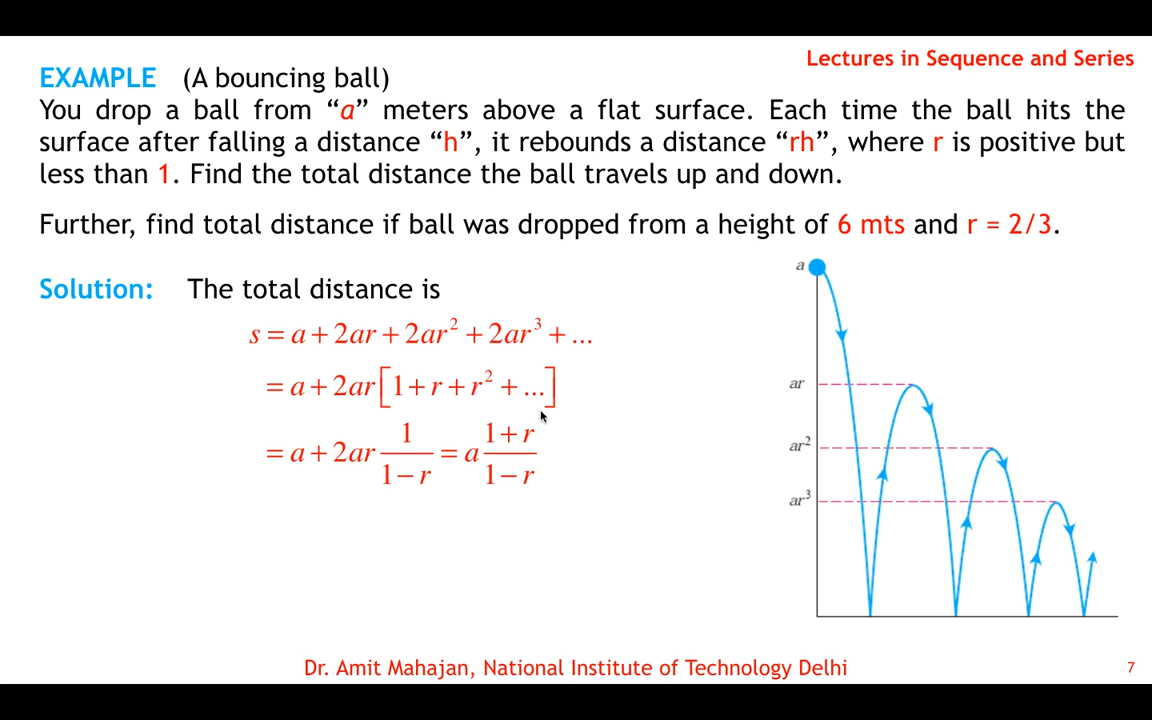 Lectures in Sequence and Series
EXAMPLE (A bouncing ball)
You drop a ball from “a” meters above a flat surface. Each time the ball hits the
surface after falling a distance “h”, it rebounds a distance “rh”, where r is positive but
less than 1. Find the total distance the ball travels up and down.
Further, find total distance if ball was dropped from a height of 6 mts and r = 2/3.
Solution: The total distance is
s = a + 2ar + 2ar² + 2ar³ + ...
= a + 2ar[1 + r + r² + ...]
= a + 2ar 1/(1 − r) = a (1 + r)/(1 − r)
a
ar
ar²
ar³
Dr. Amit Mahajan, National Institute of Technology Delhi
7